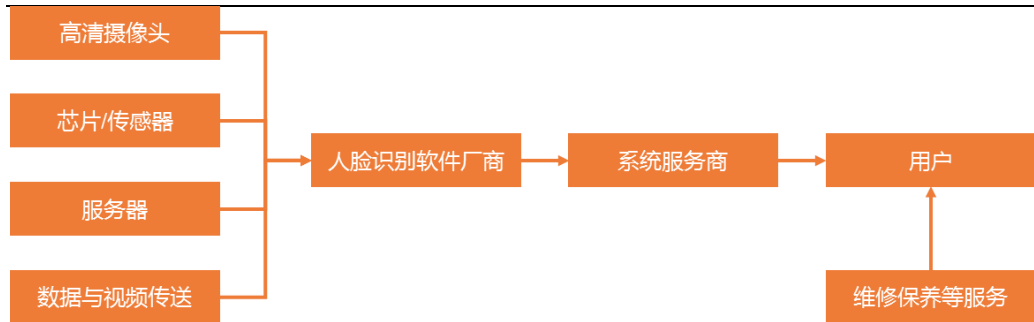 高清摄像头
芯片/传感器
服务器
数据与视频传送
人脸识别软件厂商
系统服务商
用户
维修保养等服务